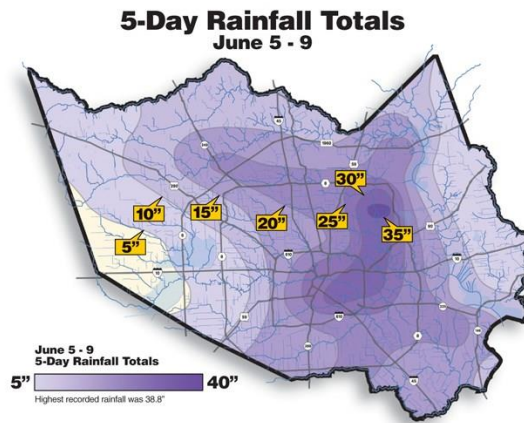 5-Day Rainfall Totals
June 5 - 9
30”
10”
15”
20”
25”
35”
5”
June 5 - 9
5-Day Rainfall Totals
5”
40”
Highest recorded rainfall was 38.8”